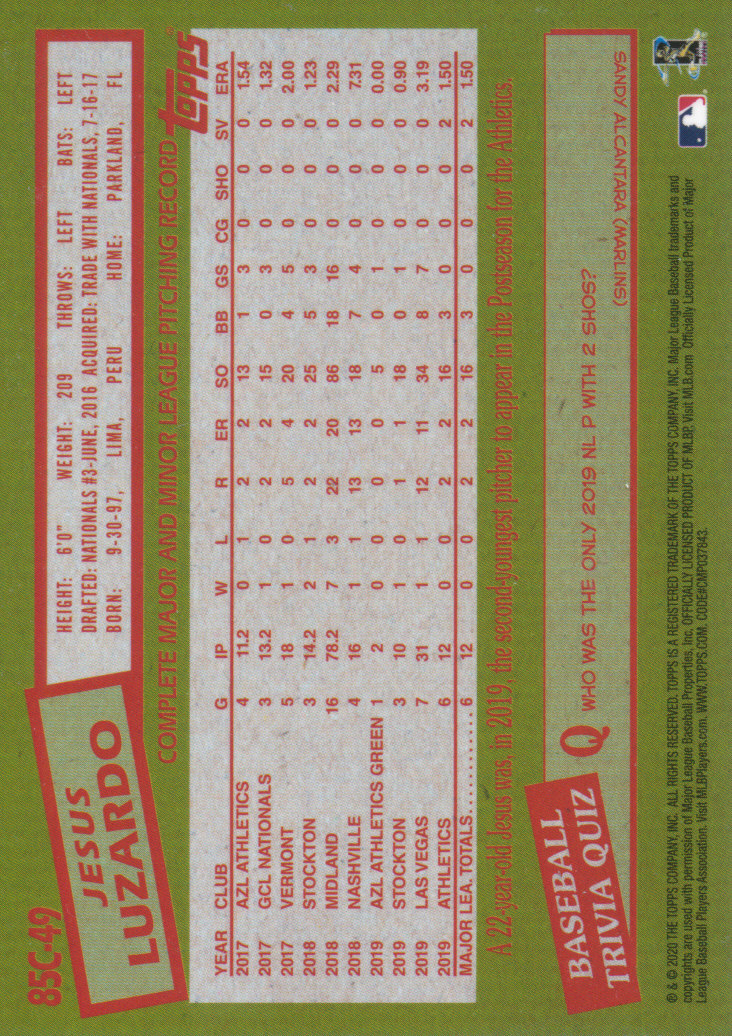 85C-49
JESUS
LUZARDO
HEIGHT: 6'0" WEIGHT: 209 THROWS: LEFT BATS: LEFT
DRAFTED: NATIONALS #3-JUNE, 2016 ACQUIRED: TRADE WITH NATIONALS, 7-16-17
BORN: 9-30-97, LIMA, PERU HOME: PARKLAND, FL
COMPLETE MAJOR AND MINOR LEAGUE PITCHING RECORD
topps
YEAR CLUB G IP W L R ER SO BB GS CG SHO SV ERA
2017 AZL ATHLETICS 4 11.2 0 1 2 2 13 1 3 0 0 0 1.54
2017 GCL NATIONALS 3 13.2 1 0 2 2 15 0 3 0 0 0 1.32
2017 VERMONT 5 18 1 0 5 4 20 4 5 0 0 0 2.00
2018 STOCKTON 3 14.2 2 1 2 2 25 5 3 0 0 0 1.23
2018 MIDLAND 16 78.2 7 3 22 20 86 18 16 0 0 0 2.29
2018 NASHVILLE 4 16 1 1 13 13 18 7 4 0 0 0 7.31
2019 AZL ATHLETICS GREEN 1 2 0 0 0 0 5 0 1 0 0 0 0.00
2019 STOCKTON 3 10 1 0 1 1 18 0 1 0 0 0 0.90
2019 LAS VEGAS 7 31 1 1 12 11 34 8 7 0 0 0 3.19
2019 ATHLETICS 6 12 0 0 2 2 16 3 0 0 0 2 1.50
MAJOR LEA. TOTALS............ 6 12 0 0 2 2 16 3 0 0 0 2 1.50
A 22-year-old Jesus was, in 2019, the second-youngest pitcher to appear in the Postseason for the Athletics.
BASEBALL
TRIVIA QUIZ
Q WHO WAS THE ONLY 2019 NL P WITH 2 SHOS?
SANDY ALCANTARA (MARLINS)
® & © 2020 THE TOPPS COMPANY, INC. ALL RIGHTS RESERVED. TOPPS IS A REGISTERED TRADEMARK OF THE TOPPS COMPANY, INC. Major League Baseball trademarks and
copyrights are used with permission of Major League Baseball Properties, Inc. OFFICIALLY LICENSED PRODUCT OF MLBP. Visit MLB.com Officially Licensed Product of Major
League Baseball Players Association. Visit MLBPlayers.com. WWW.TOPPS.COM. CODE#CMP037843.